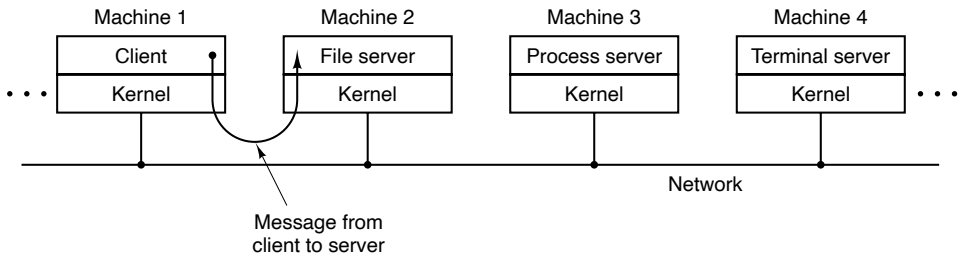 Machine 1 Machine 2 Machine 3 Machine 4
Client File server Process server Terminal server
Kernel Kernel Kernel Kernel
Network
Message from
client to server